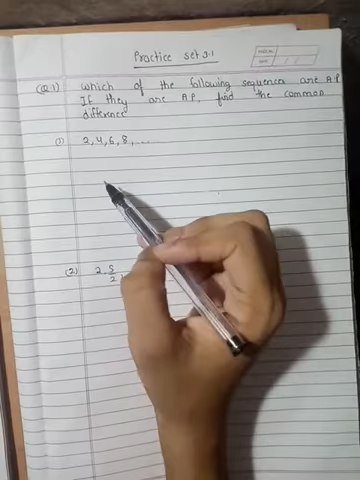 Practice set 3.1
Q.1) Which of the following sequences are A.P.
If they are A.P, find the common
difference
(1) 2, 4, 6, 8, ....
(2) 2, 5/2